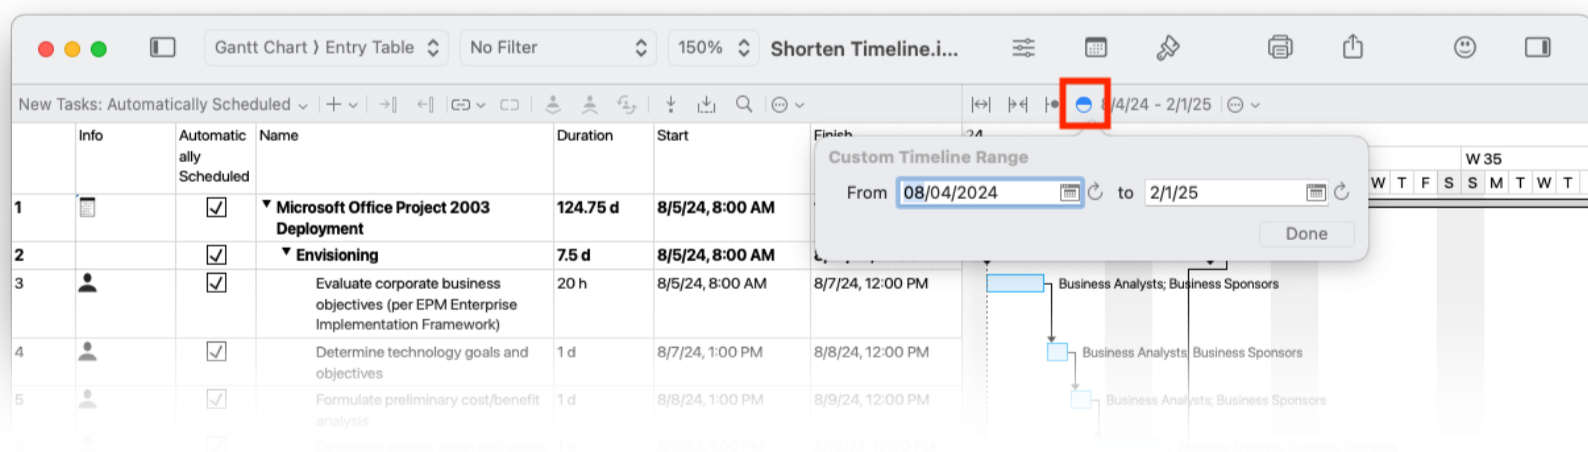 Gantt Chart ⟩ Entry Table
No Filter
150%
Shorten Timeline.i...
New Tasks: Automatically Scheduled
8/4/24 - 2/1/25
Info
Automatic
ally
Scheduled
Name
Duration
Start
Finish
24
W 35
W T F S S M T W T
Custom Timeline Range
From 08/04/2024 to 2/1/25
Done
1 Microsoft Office Project 2003 124.75 d 8/5/24, 8:00 AM
Deployment
2 Envisioning 7.5 d 8/5/24, 8:00 AM
3 Evaluate corporate business 20 h 8/5/24, 8:00 AM 8/7/24, 12:00 PM Business Analysts; Business Sponsors
objectives (per EPM Enterprise
Implementation Framework)
4 Determine technology goals and 1 d 8/7/24, 1:00 PM 8/8/24, 12:00 PM Business Analysts; Business Sponsors
objectives
5 Formulate preliminary cost/benefit 1 d 8/8/24, 1:00 PM 8/9/24, 12:00 PM Business Analysts; Business Sponsors
analysis